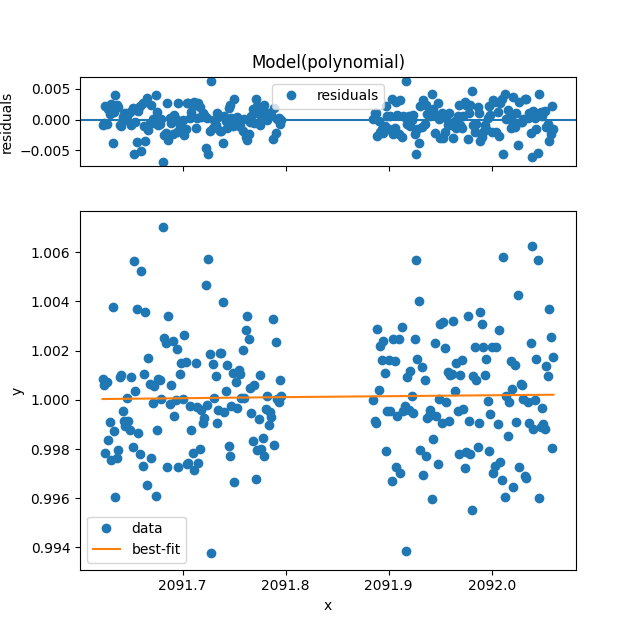 Model(polynomial)
residuals
0.005
0.000
−0.005
residuals
y
1.006
1.004
1.002
1.000
0.998
0.996
0.994
data
best-fit
2091.7
2091.8
2091.9
2092.0
x